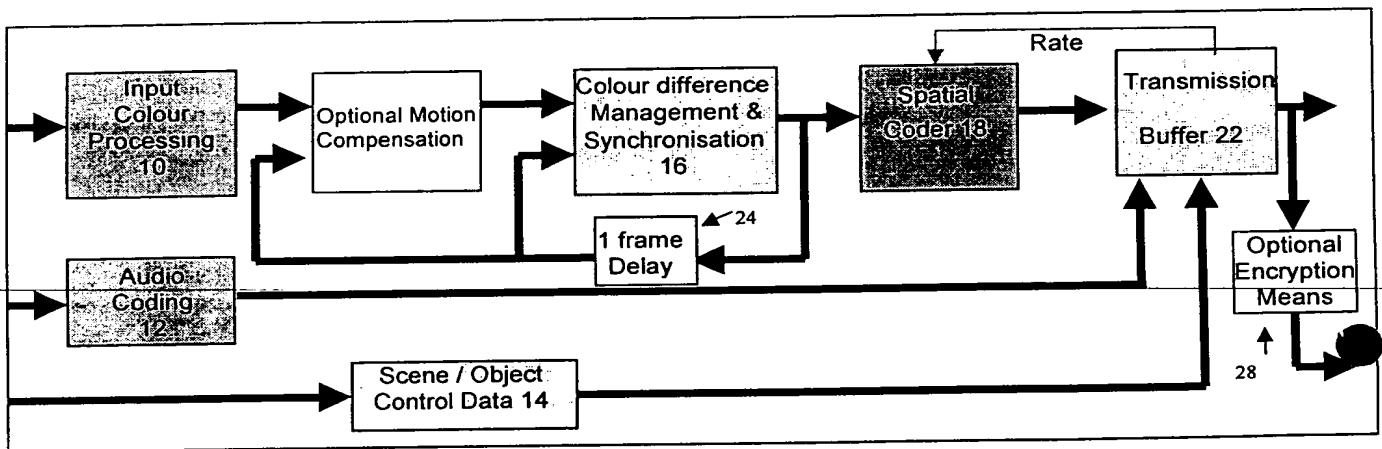 Rate
Input
Colour
Processing
10
Optional Motion
Compensation
Colour difference
Management &
Synchronisation
16
Spatial
Coder 18
Transmission
Buffer 22
24
1 frame
Delay
Optional
Encryption
Means
28
Audio
Coding
12
Scene / Object
Control Data 14